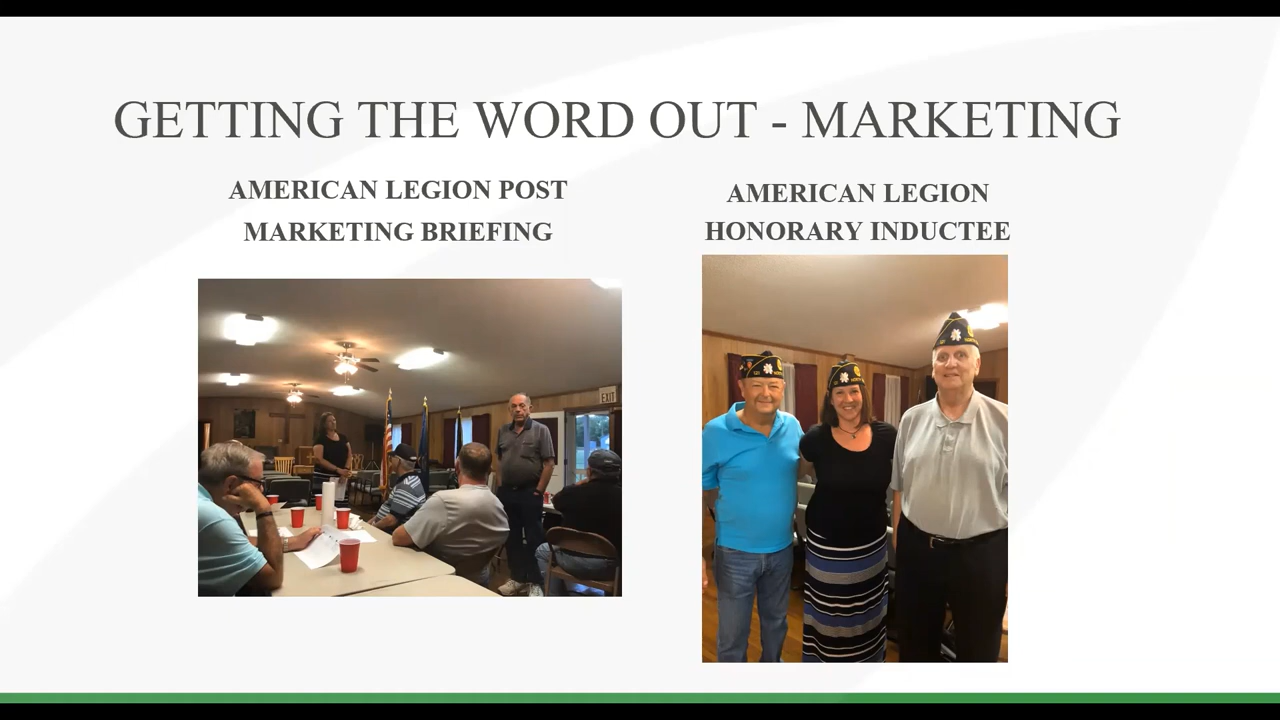 GETTING THE WORD OUT - MARKETING
AMERICAN LEGION POST
MARKETING BRIEFING
AMERICAN LEGION
HONORARY INDUCTEE
EXIT